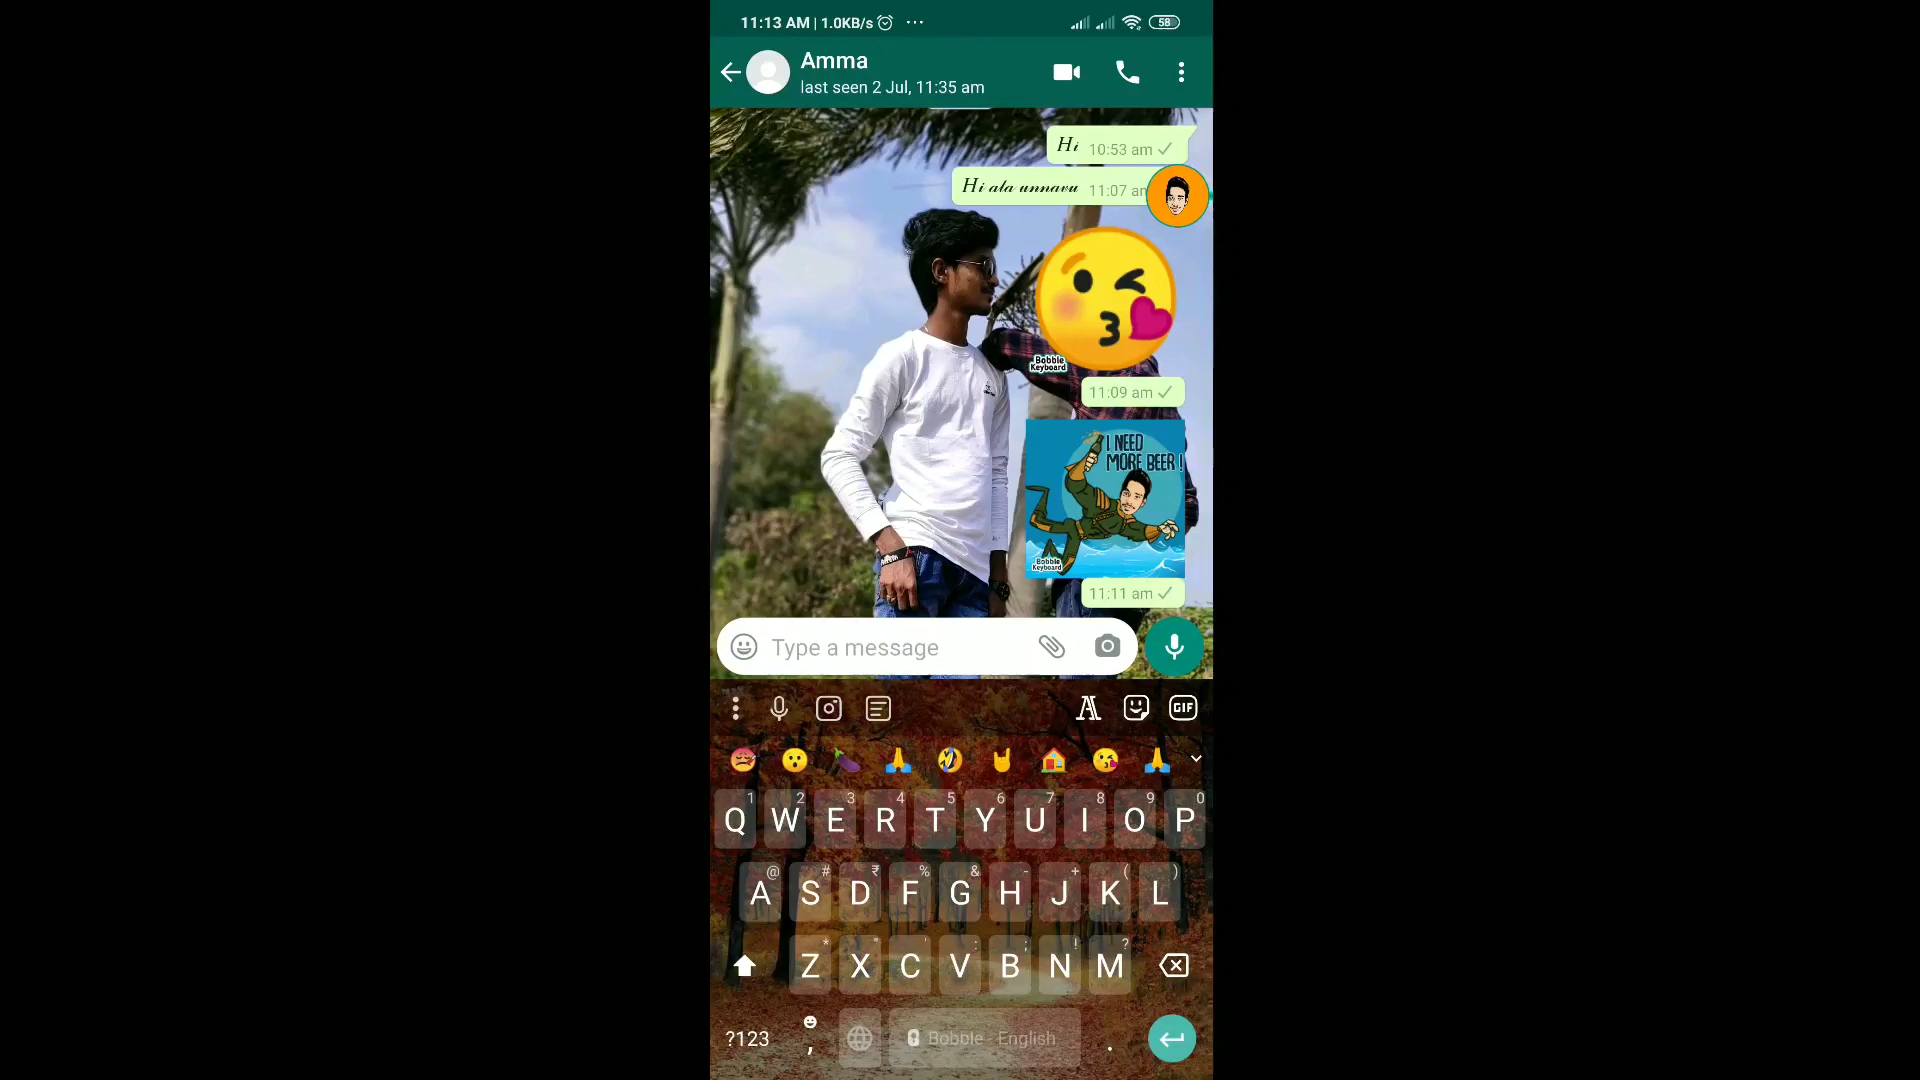 11:13 AM | 1.0KB/s ... 58
Amma
last seen 2 Jul, 11:35 am
Hi 10:53 am
Hi ala unnavu 11:07 am
Bobble
Keyboard
11:09 am
I NEED
MORE BEER !
Bobble
Keyboard
11:11 am
Type a message
GIF
1 2 3 4 5 6 7 8 9 0
Q W E R T Y U I O P
@ # ₹ % & - + ( )
A S D F G H J K L
* " ' : ; ! ?
Z X C V B N M
?123 , Bobble - English .